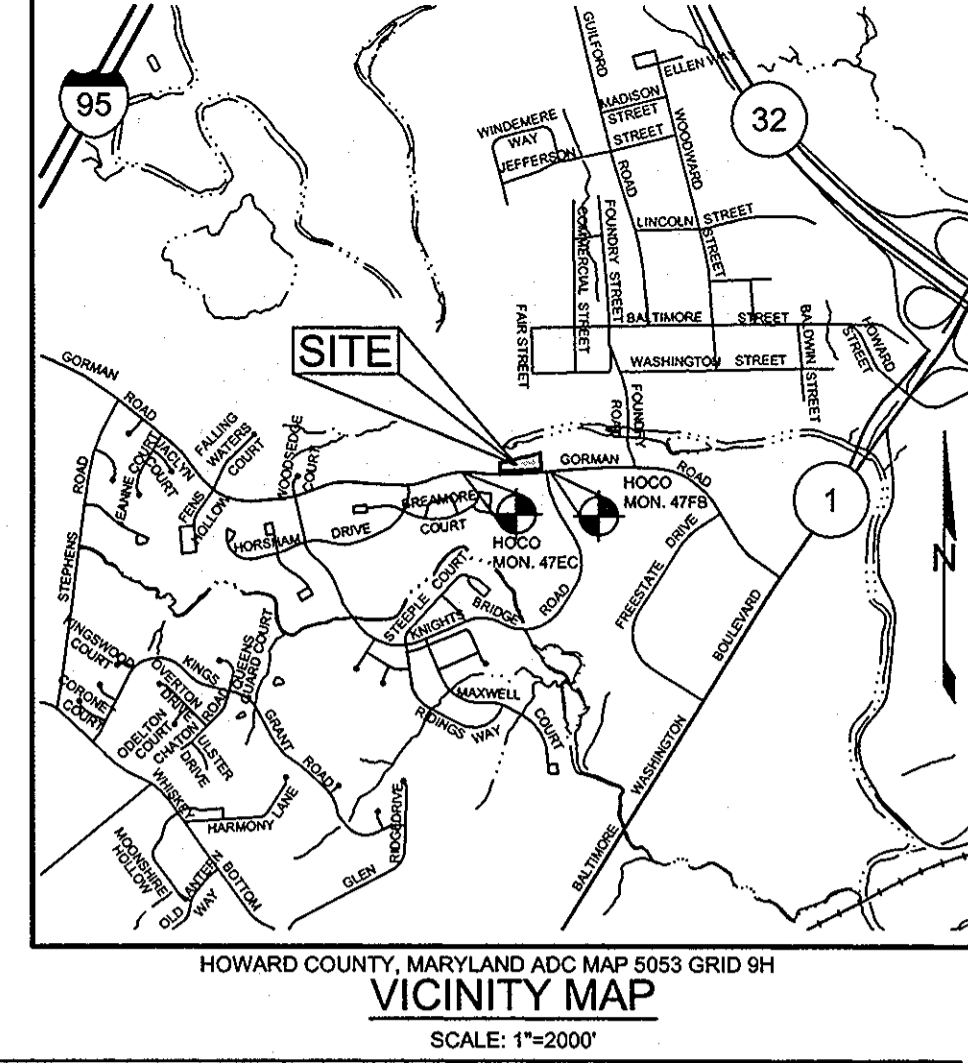 95
GUILFORD
ROAD
ELLEN WAY
MADISON
STREET
WINDEMERE
WAY
JEFFERSON
STREET
WOODWARD
STREET
32
LINCOLN STREET
COMMERCIAL STREET
FOUNDRY STREET
FAIR STREET
BALTIMORE STREET
BALDWIN STREET
HOWARD
STREET
WASHINGTON STREET
SITE
FOUNDRY
ROAD
GORMAN
ROAD
GORMAN
ROAD
FALLING
WATERS
COURT
WOODSEDGE
COURT
JEANNE COURT
COURT
FENS
HOLLOW
STEPHENS
ROAD
HORSHAM
DRIVE
BREAMORE
COURT
HOCO
MON. 47EC
HOCO
MON. 47FB
1
N
FREESTATE
DRIVE
STEEPLE
COURT
KNIGHTS
BRIDGE
ROAD
KINGSWOOD
COURT
CORONET
COURT
OVERTON
DRIVE
KINGS
QUEENS
GUARD COURT
ODELTON
COURT
CHATON
ROAD
ULSTER
DRIVE
GRANT
ROAD
MAXWELL
COURT
RIDINGS
WAY
BALTIMORE
WASHINGTON
BOULEVARD
WHISKEY
BOTTOM
HARMONY
LANE
MOONSHIRE
HOLLOW
OLD
LANTERN
WAY
GLEN
RIDGE
DRIVE
HOWARD COUNTY, MARYLAND ADC MAP 5053 GRID 9H
VICINITY MAP
SCALE: 1"=2000'